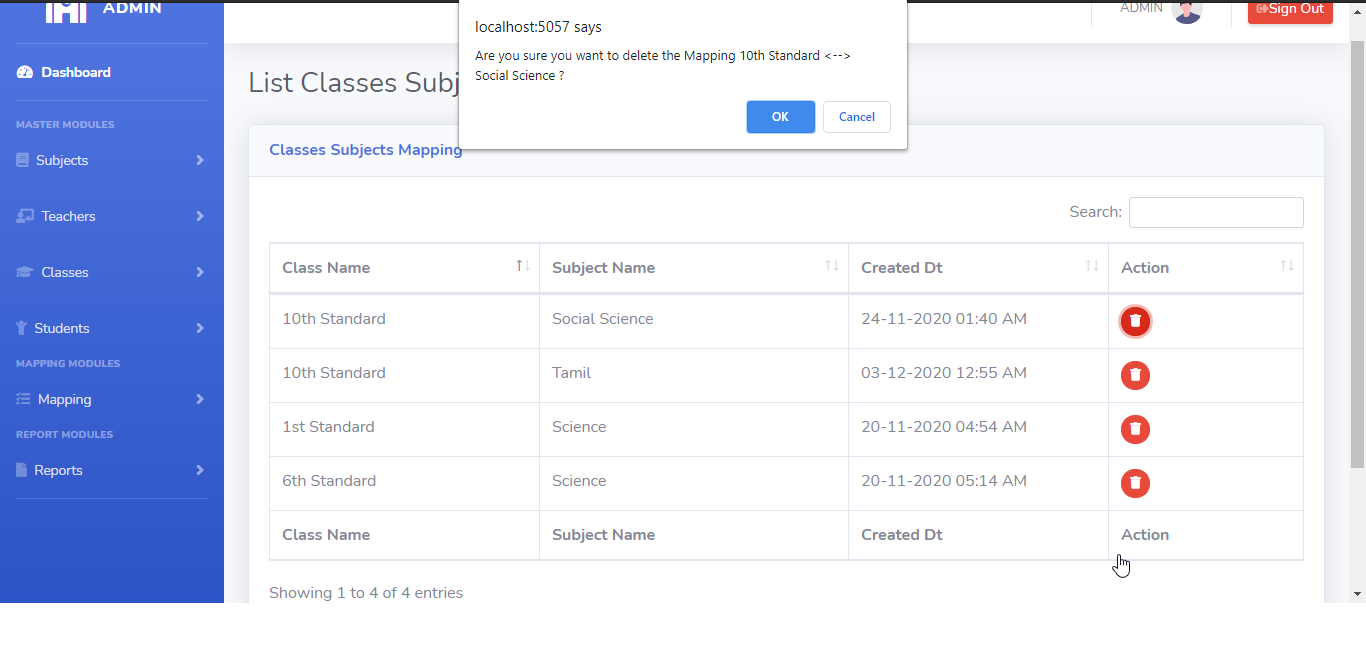 ADMIN
Dashboard
MASTER MODULES
Subjects
Teachers
Classes
Students
MAPPING MODULES
Mapping
REPORT MODULES
Reports
localhost:5057 says
Are you sure you want to delete the Mapping 10th Standard <-->
Social Science ?
OK Cancel
ADMIN
Sign Out
List Classes Subj
Classes Subjects Mapping
Search:
Class Name Subject Name Created Dt Action
10th Standard Social Science 24-11-2020 01:40 AM
10th Standard Tamil 03-12-2020 12:55 AM
1st Standard Science 20-11-2020 04:54 AM
6th Standard Science 20-11-2020 05:14 AM
Class Name Subject Name Created Dt Action
Showing 1 to 4 of 4 entries